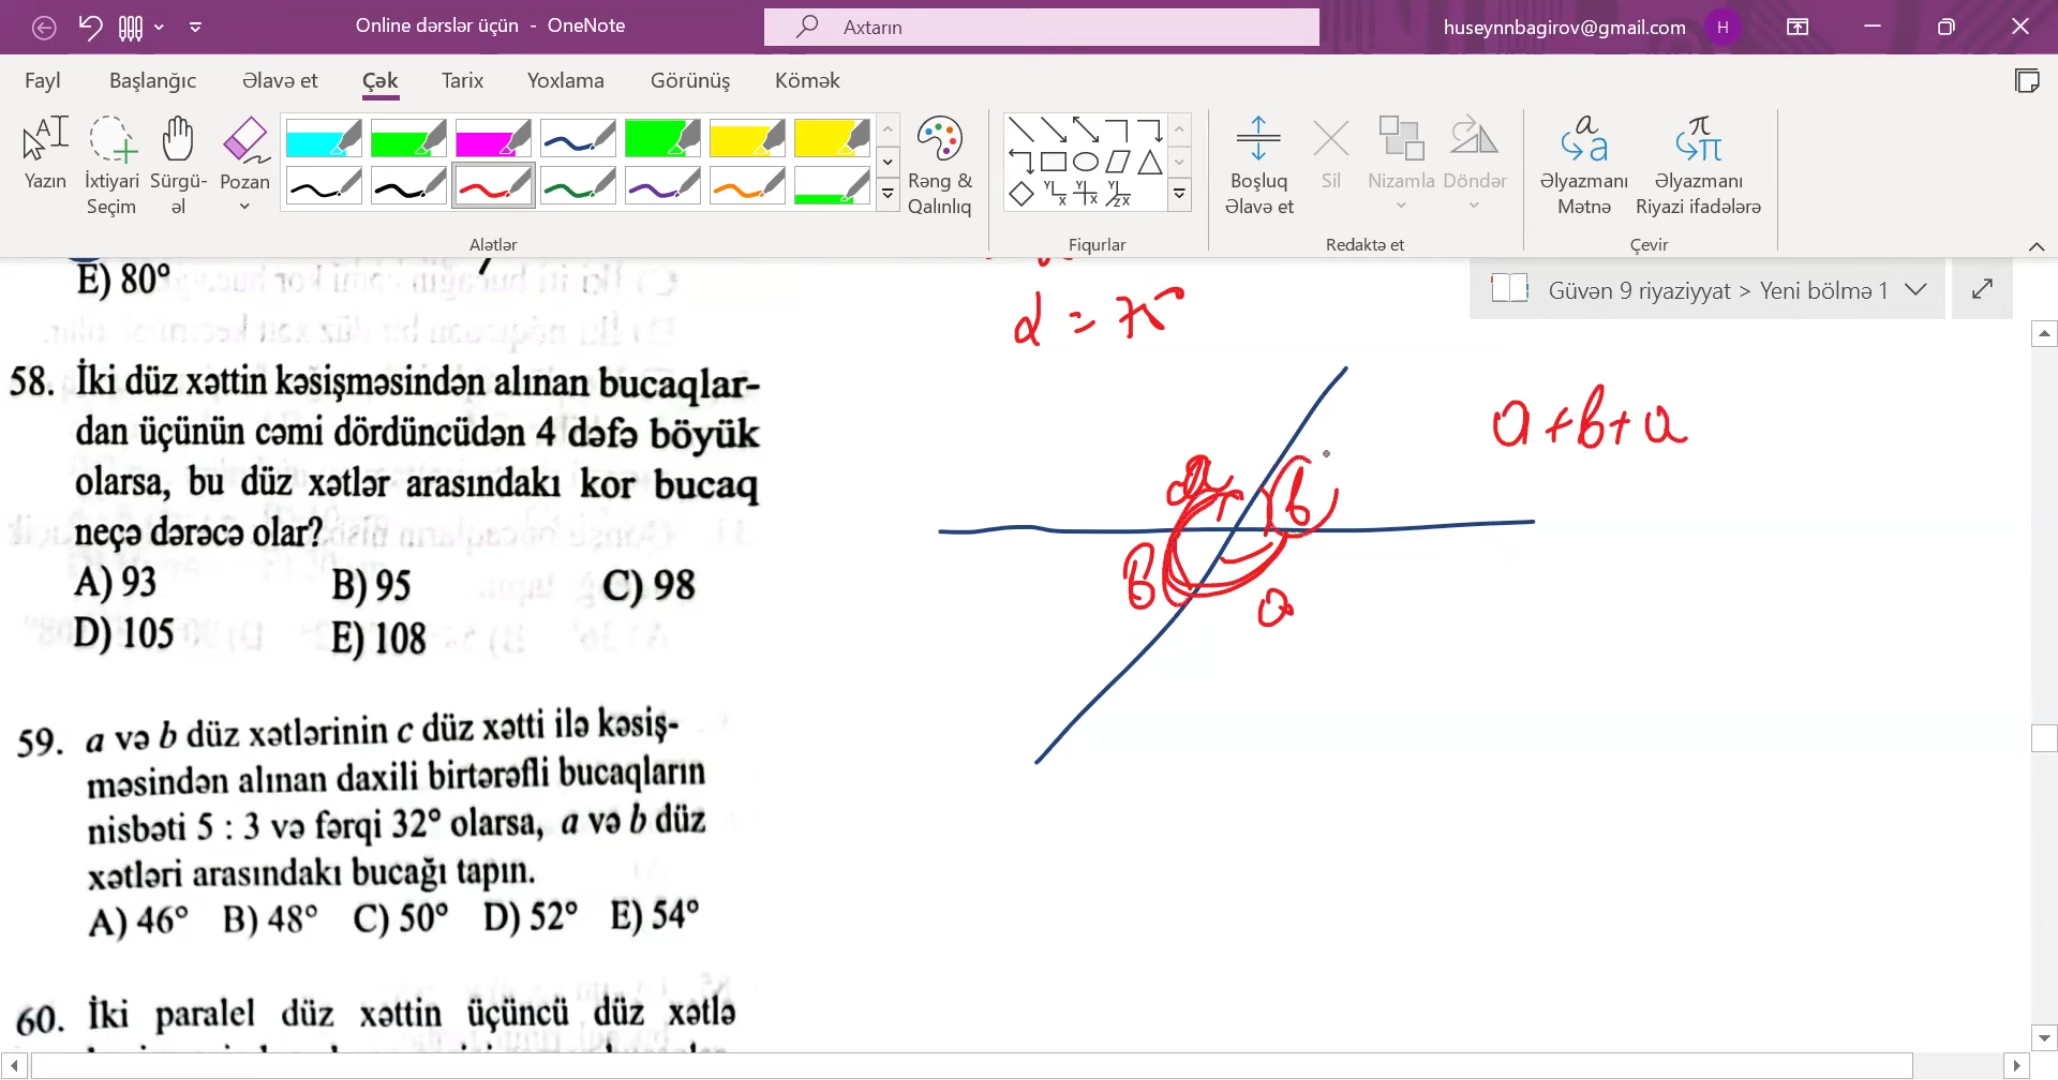 Online dərslər üçün - OneNote
Axtarın
huseynnbagirov@gmail.com
H
Fayl Başlanğıc Əlavə et Çək Tarix Yoxlama Görünüş Kömək
Yazın
İxtiyari Seçim
Sürgü-əl
Pozan
Rəng & Qalınlıq
Boşluq Əlavə et
Sil
Nizamla
Döndər
Əlyazmanı Mətnə
Əlyazmanı Riyazi ifadələrə
Alətlər
Fiqurlar
Redaktə et
Çevir
Güvən 9 riyaziyyat > Yeni bölmə 1
E) 80°
58. İki düz xəttin kəsişməsindən alınan bucaqlar-
dan üçünün cəmi dördüncüdən 4 dəfə böyük
olarsa, bu düz xətlər arasındakı kor bucaq
neçə dərəcə olar?
A) 93 B) 95 C) 98
D) 105 E) 108
59. a və b düz xətlərinin c düz xətti ilə kəsiş-
məsindən alınan daxili birtərəfli bucaqların
nisbəti 5 : 3 və fərqi 32° olarsa, a və b düz
xətləri arasındakı bucağı tapın.
A) 46° B) 48° C) 50° D) 52° E) 54°
60. İki paralel düz xəttin üçüncü düz xətlə
a+b+a
b
b
a